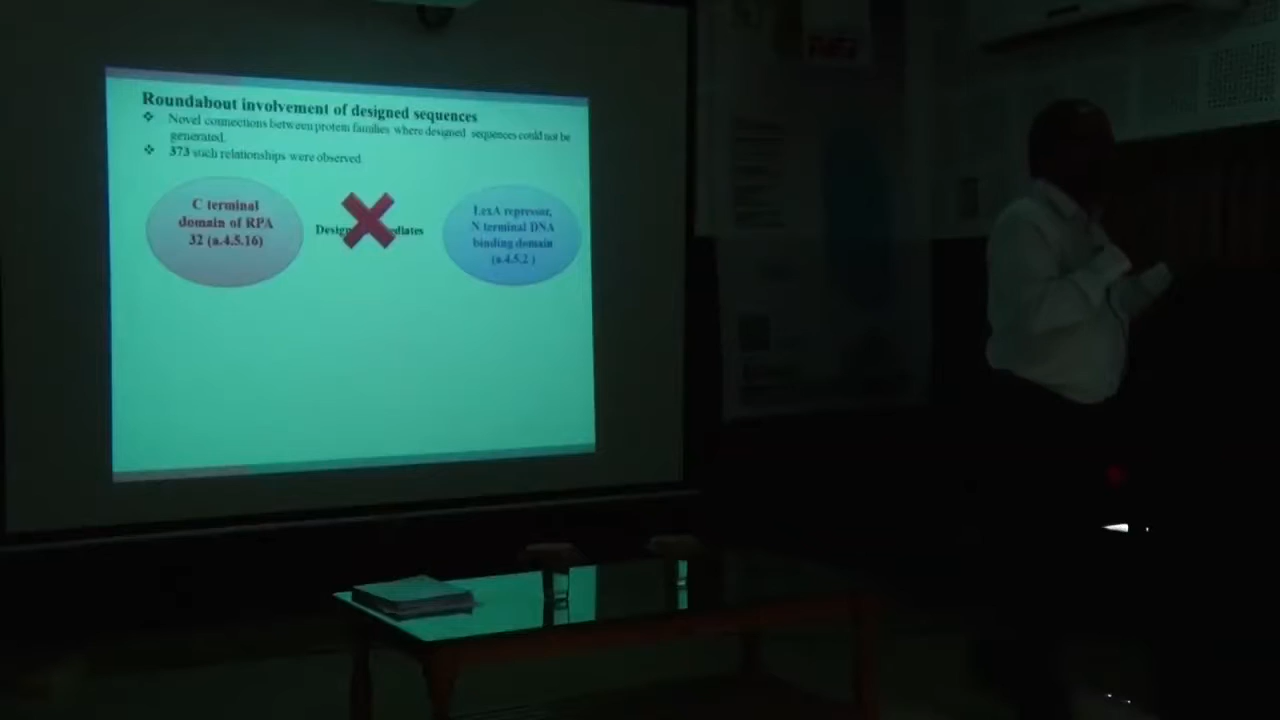 Roundabout involvement of designed sequences
❖ Novel connections between protein families where designed sequences could not be
generated.
❖ 373 such relationships were observed
C terminal
domain of RPA
32 (a.4.5.16)
Desig diates
LexA repressor,
N terminal DNA
binding domain
(a.4.5.2 )